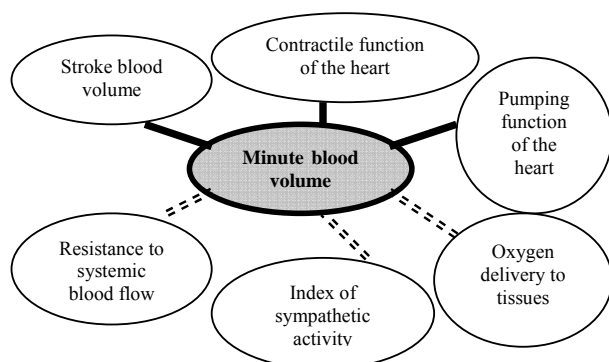 Stroke blood
volume
Contractile function
of the heart
Pumping
function
of the
heart
Minute blood
volume
Resistance to
systemic
blood flow
Index of
sympathetic
activity
Oxygen
delivery to
tissues